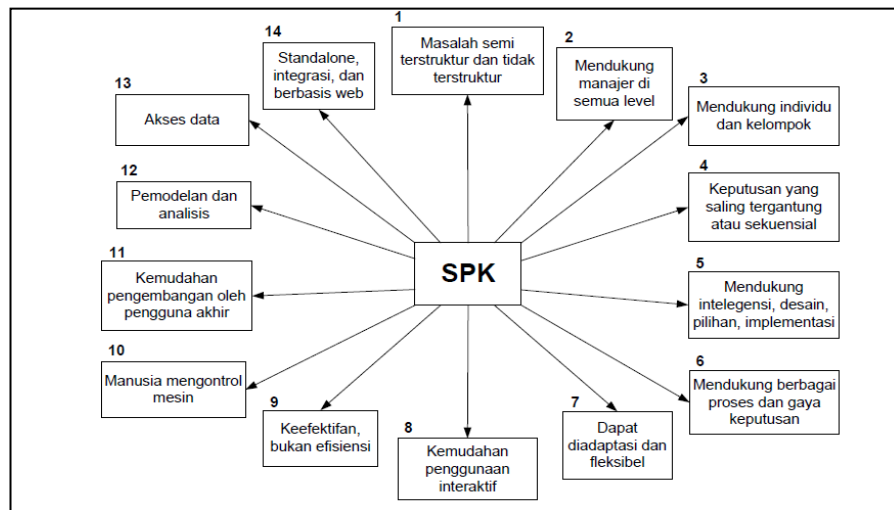 1
Masalah semi
terstruktur dan tidak
terstruktur
2
Mendukung
manajer di
semua level
3
Mendukung individu
dan kelompok
4
Keputusan yang
saling tergantung
atau sekuensial
5
Mendukung
intelegensi, desain,
pilihan, implementasi
6
Mendukung berbagai
proses dan gaya
keputusan
7
Dapat
diadaptasi dan
fleksibel
8
Kemudahan
penggunaan
interaktif
9
Keefektifan,
bukan efisiensi
10
Manusia mengontrol
mesin
11
Kemudahan
pengembangan oleh
pengguna akhir
12
Pemodelan dan
analisis
13
Akses data
14
Standalone,
integrasi, dan
berbasis web
SPK